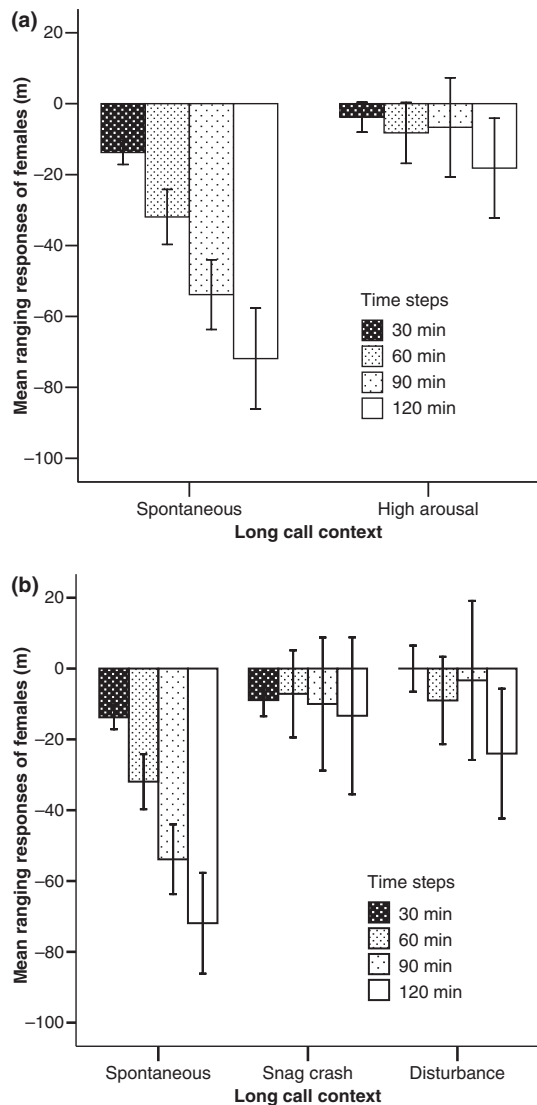 (a)
Mean ranging responses of females (m)
20
0
–20
–40
–60
–80
–100
Time steps
30 min
60 min
90 min
120 min
Spontaneous High arousal
Long call context
(b)
Mean ranging responses of females (m)
20
0
–20
–40
–60
–80
–100
Time steps
30 min
60 min
90 min
120 min
Spontaneous Snag crash Disturbance
Long call context